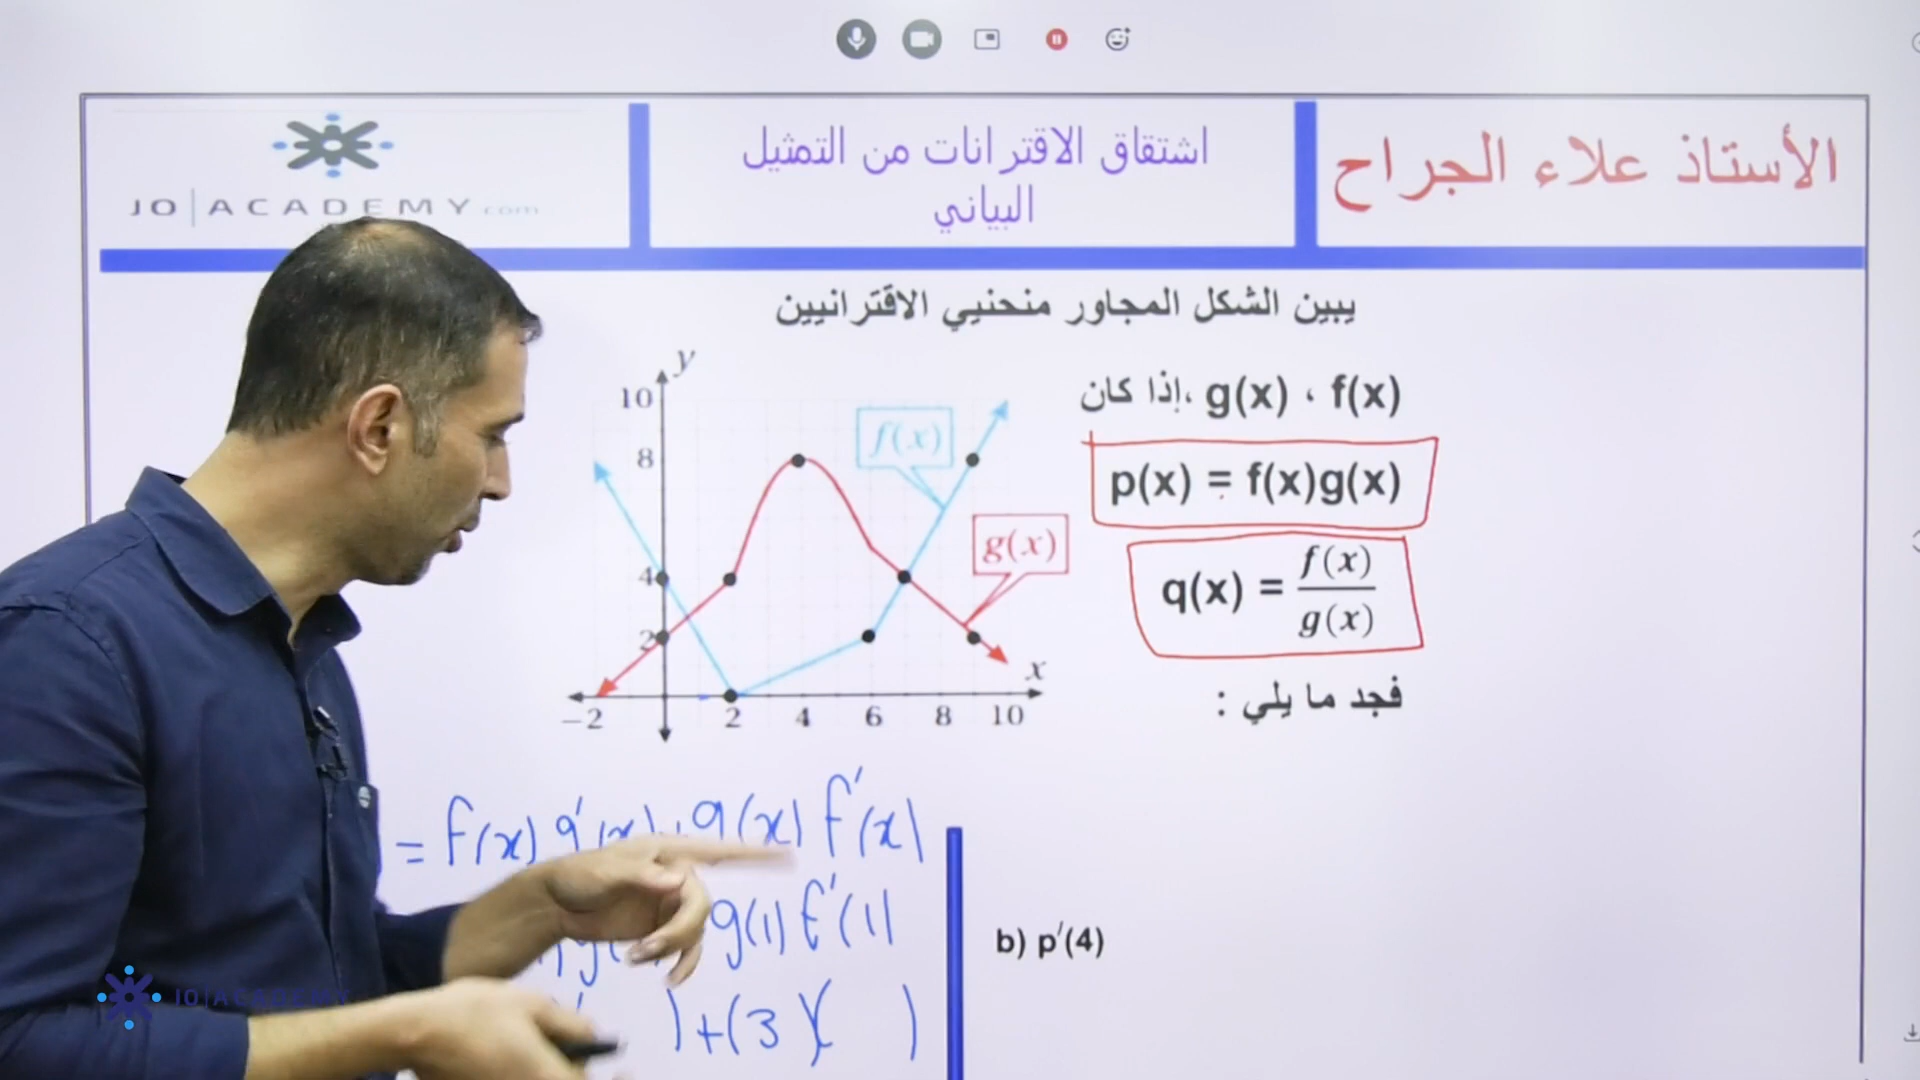 JO|ACADEMY.com
اشتقاق الاقترانات من التمثيل
البياني
الأستاذ علاء الجراح
يبين الشكل المجاور منحنيي الاقترانيين
f(x) ، g(x) ،إذا كان
p(x) = f(x)g(x)
q(x) = f(x)/g(x)
فجد ما يلي :
y
10
8
4
2
-2
2
4
6
8
10
x
f(x)
g(x)
= f(x) g'(x) + g(x) f'(x)
g(1) f'(1)
) + (3)( )
b) p'(4)
JO|ACADEMY